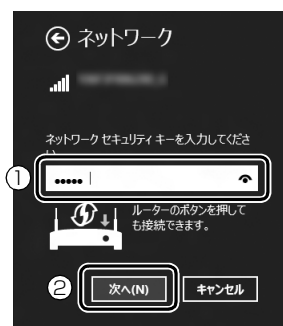 ネットワーク
ネットワーク セキュリティ キーを入力してくださ
い
①
•••••
ルーターのボタンを押して
も接続できます。
②
次へ(N)
キャンセル